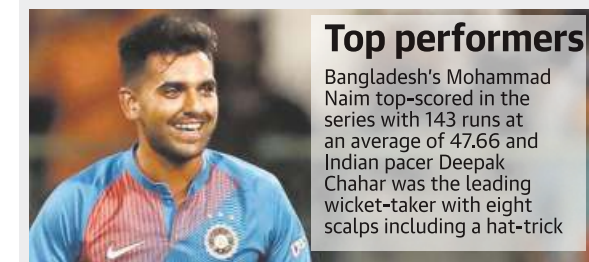 Top performers
Bangladesh's Mohammad
Naim top-scored in the
series with 143 runs at
an average of 47.66 and
Indian pacer Deepak
Chahar was the leading
wicket-taker with eight
scalps including a hat-trick